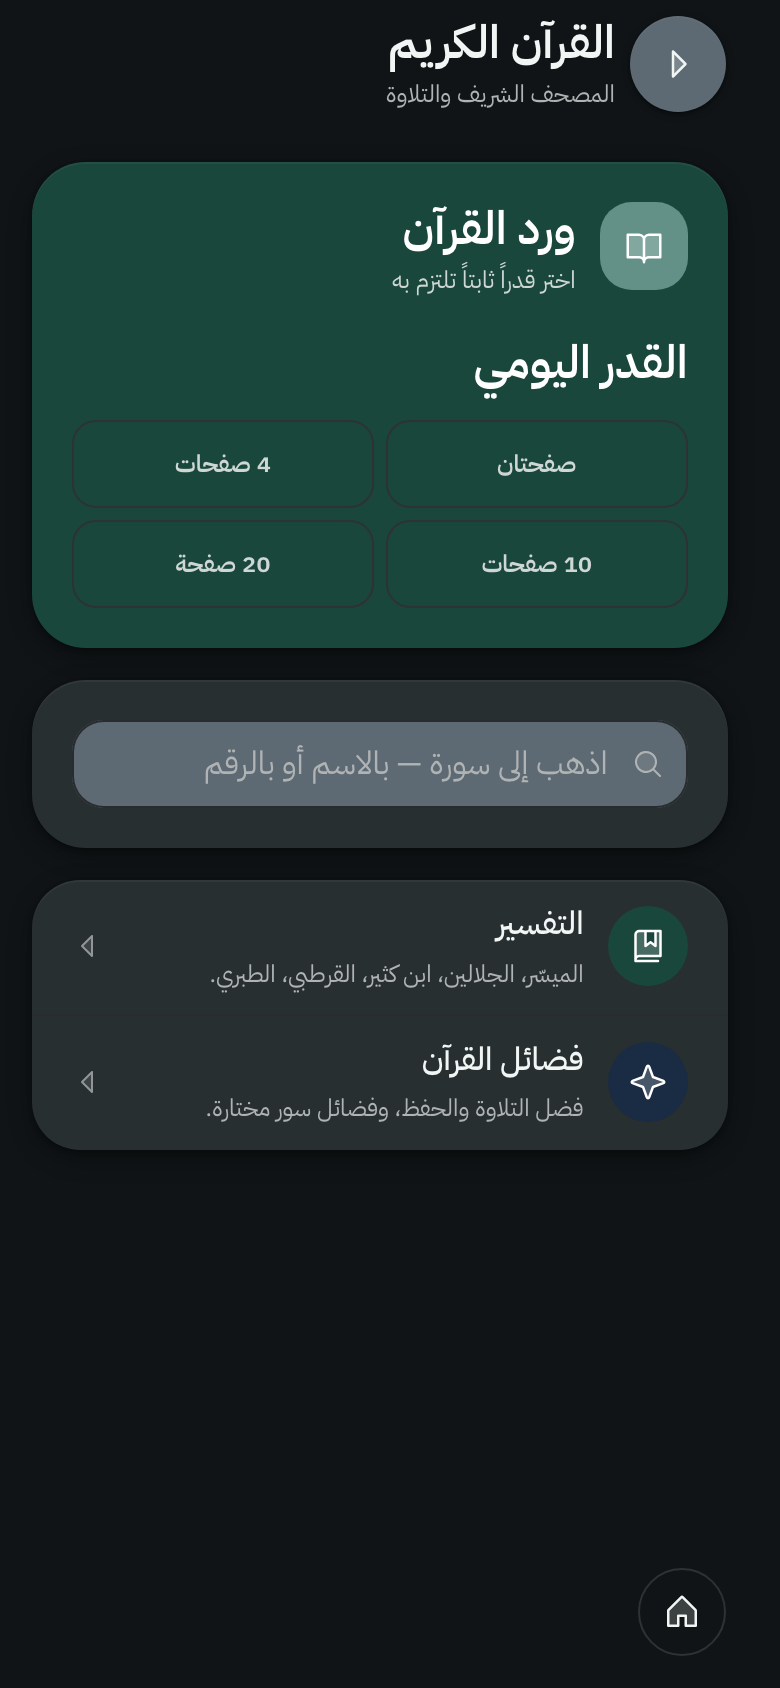 القرآن الكريم
المصحف الشريف والتلاوة
ورد القرآن
اختر قدراً ثابتاً تلتزم به
القدر اليومي
صفحتان
4 صفحات
10 صفحات
20 صفحة
اذهب إلى سورة — بالاسم أو بالرقم
التفسير
الميسّر، الجلالين، ابن كثير، القرطبي، الطبري.
فضائل القرآن
فضل التلاوة والحفظ، وفضائل سور مختارة.